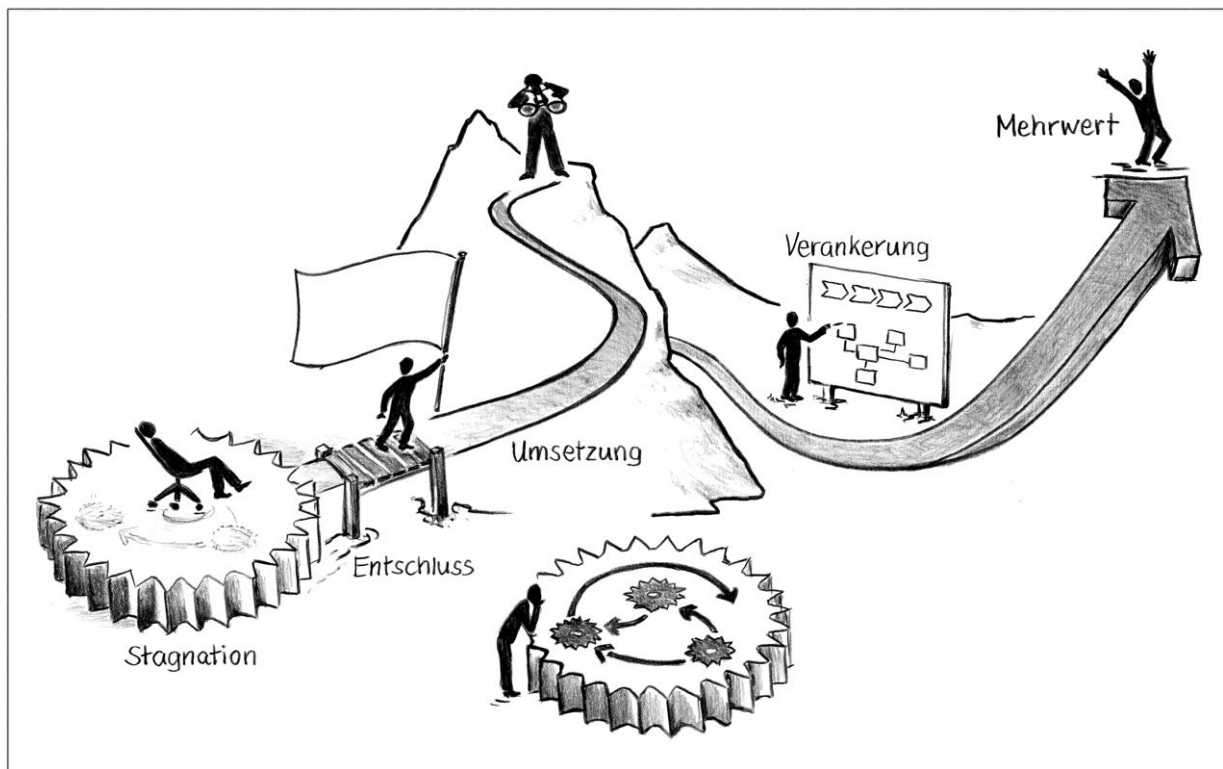 Mehrwert
Verankerung
Umsetzung
Entschluss
Stagnation